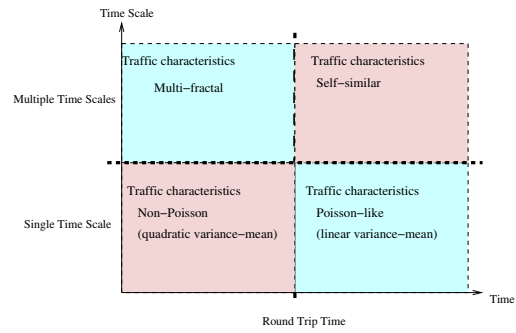 Time Scale
Traffic characteristics
Multi−fractal
Traffic characteristics
Self−similar
Multiple Time Scales
Traffic characteristics
Non−Poisson
(quadratic variance−mean)
Traffic characteristics
Poisson−like
(linear variance−mean)
Single Time Scale
Time
Round Trip Time